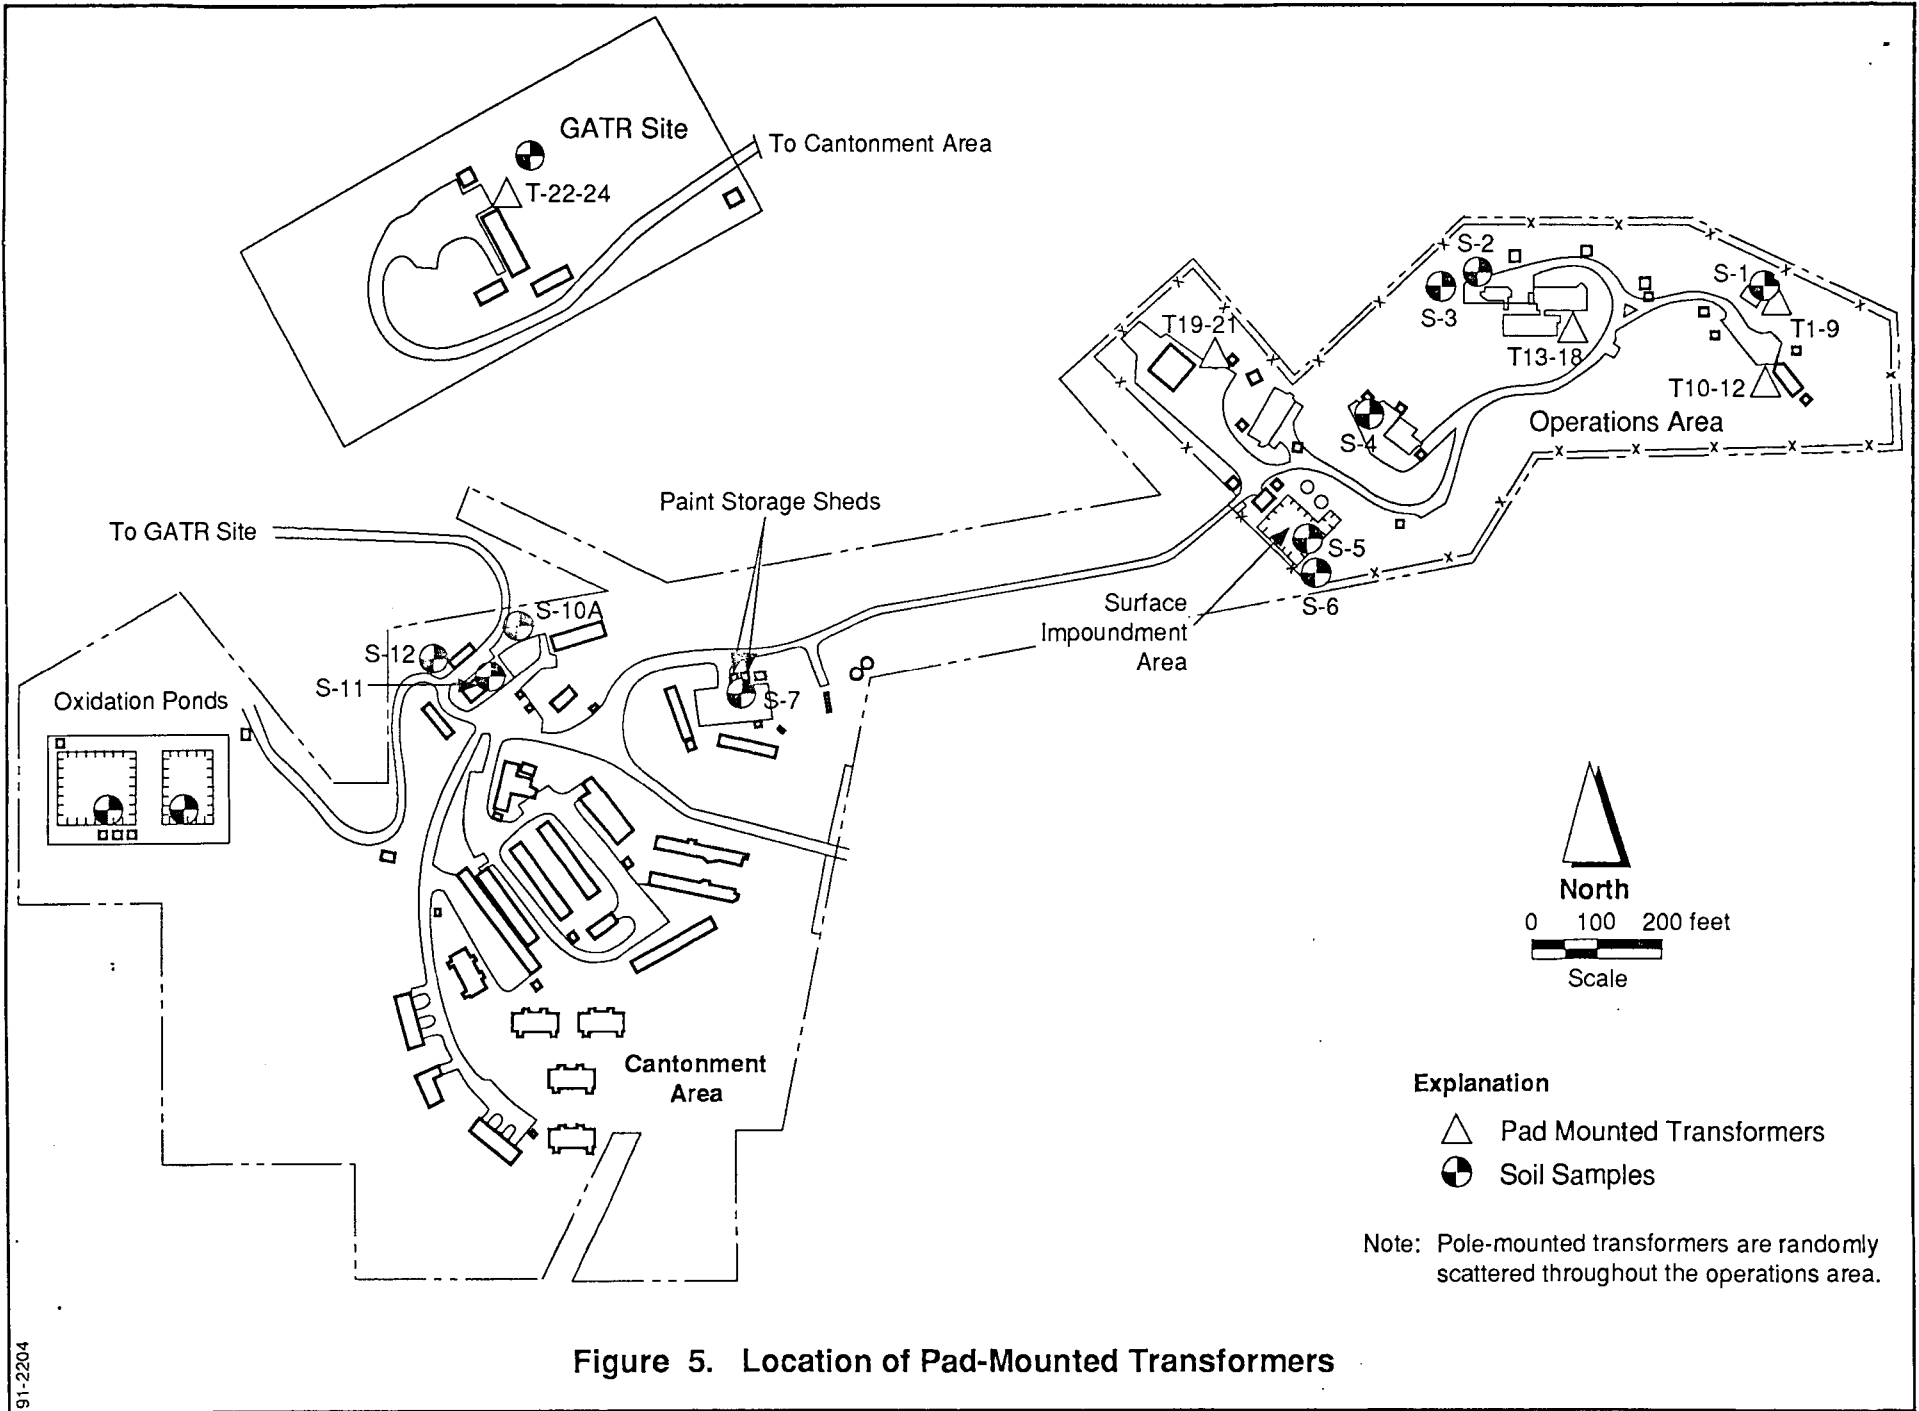 GATR Site
To Cantonment Area
T-22-24
S-2
S-1
S-3
T19-21
T1-9
T13-18
T10-12
Operations Area
S-4
Paint Storage Sheds
To GATR Site
S-5
S-6
Surface
Impoundment
Area
S-10A
S-12
S-11
S-7
Oxidation Ponds
North
0 100 200 feet
Scale
Cantonment
Area
Explanation
Pad Mounted Transformers
Soil Samples
Note: Pole-mounted transformers are randomly
scattered throughout the operations area.
Figure 5. Location of Pad-Mounted Transformers
91-2204